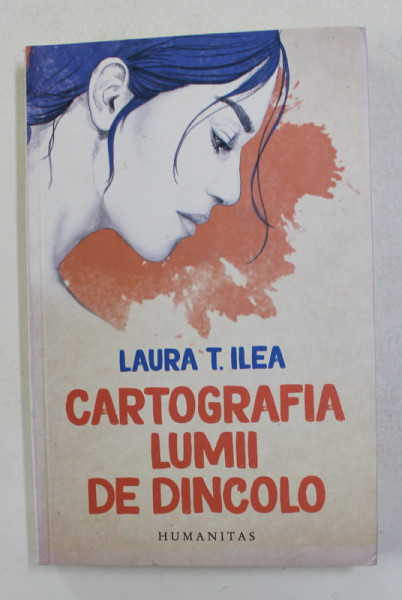 LAURA T. ILEA
CARTOGRAFIA
LUMII
DE DINCOLO
HUMANITAS